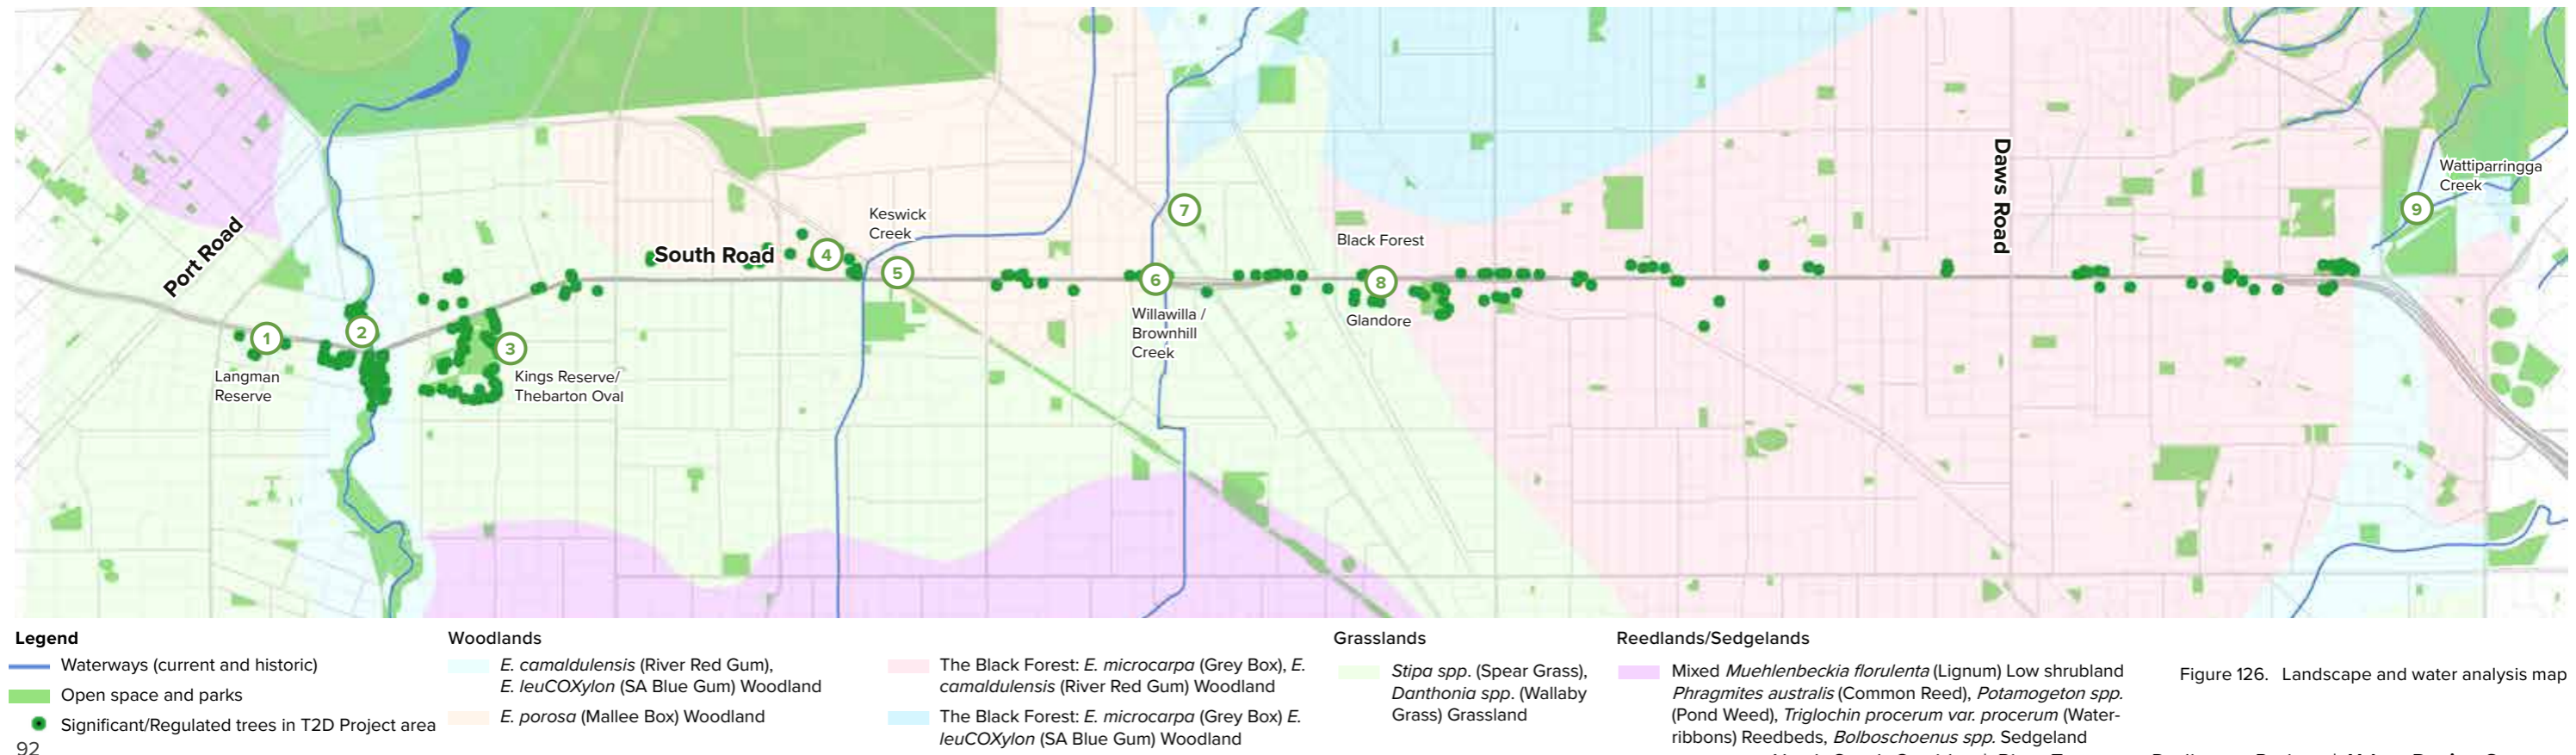 Port Road
South Road
Daws Road
Keswick
Creek
Black Forest
Wattiparringga
Creek
1
2
3
4
5
6
7
8
9
Langman
Reserve
Kings Reserve/
Thebarton Oval
Willawilla /
Brownhill
Creek
Glandore
Legend
Waterways (current and historic)
Open space and parks
Significant/Regulated trees in T2D Project area
Woodlands
E. camaldulensis (River Red Gum),
E. leuCOXylon (SA Blue Gum) Woodland
E. porosa (Mallee Box) Woodland
The Black Forest: E. microcarpa (Grey Box), E.
camaldulensis (River Red Gum) Woodland
The Black Forest: E. microcarpa (Grey Box) E.
leuCOXylon (SA Blue Gum) Woodland
Grasslands
Stipa spp. (Spear Grass),
Danthonia spp. (Wallaby
Grass) Grassland
Reedlands/Sedgelands
Mixed Muehlenbeckia florulenta (Lignum) Low shrubland
Phragmites australis (Common Reed), Potamogeton spp.
(Pond Weed), Triglochin procerum var. procerum (Water-
ribbons) Reedbeds, Bolboschoenus spp. Sedgeland
Figure 126. Landscape and water analysis map
92